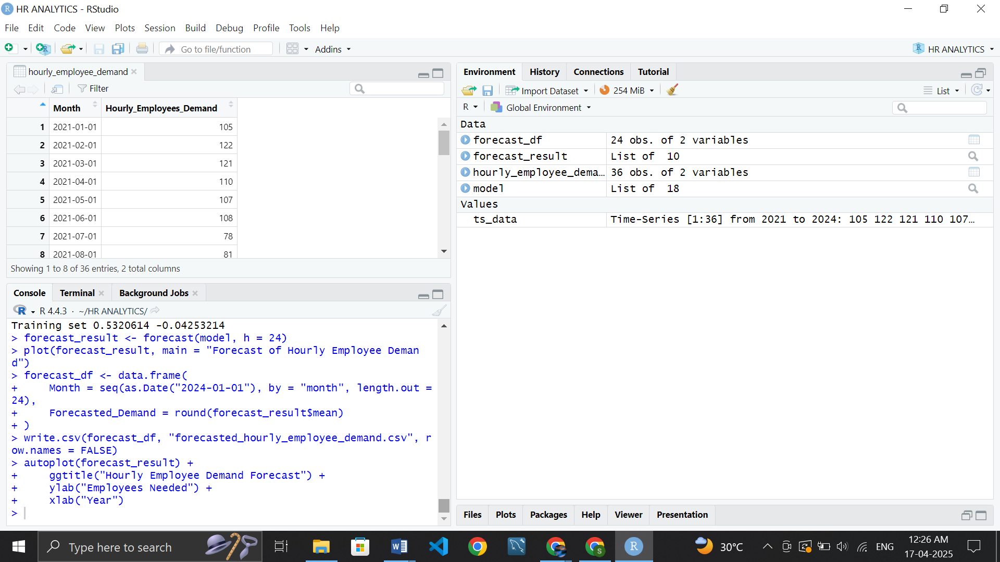 HR ANALYTICS - RStudio
File Edit Code View Plots Session Build Debug Profile Tools Help
Go to file/function Addins HR ANALYTICS
hourly_employee_demand
Filter
Month Hourly_Employees_Demand
1 2021-01-01 105
2 2021-02-01 122
3 2021-03-01 121
4 2021-04-01 110
5 2021-05-01 107
6 2021-06-01 108
7 2021-07-01 78
8 2021-08-01 81
Showing 1 to 8 of 36 entries, 2 total columns
Console Terminal Background Jobs
R 4.4.3 · ~/HR ANALYTICS/
Training set 0.5320614 -0.04253214
> forecast_result <- forecast(model, h = 24)
> plot(forecast_result, main = "Forecast of Hourly Employee Deman
d")
> forecast_df <- data.frame(
+     Month = seq(as.Date("2024-01-01"), by = "month", length.out =
24),
+     Forecasted_Demand = round(forecast_result$mean)
+ )
> write.csv(forecast_df, "forecasted_hourly_employee_demand.csv", r
ow.names = FALSE)
> autoplot(forecast_result) +
+     ggtitle("Hourly Employee Demand Forecast") +
+     ylab("Employees Needed") +
+     xlab("Year")
>
Environment History Connections Tutorial
Import Dataset 254 MiB List
R Global Environment
Data
forecast_df 24 obs. of 2 variables
forecast_result List of  10
hourly_employee_dema… 36 obs. of 2 variables
model List of  18
Values
ts_data Time-Series [1:36] from 2021 to 2024: 105 122 121 110 107…
Files Plots Packages Help Viewer Presentation
Type here to search
30°C ENG 12:26 AM
17-04-2025